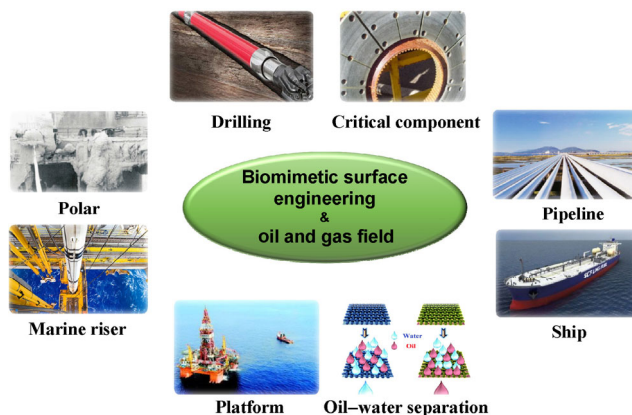 Drilling
Critical component
Polar
Biomimetic surface
engineering
&
oil and gas field
Pipeline
Marine riser
Ship
Water
Oil
Platform
Oil–water separation